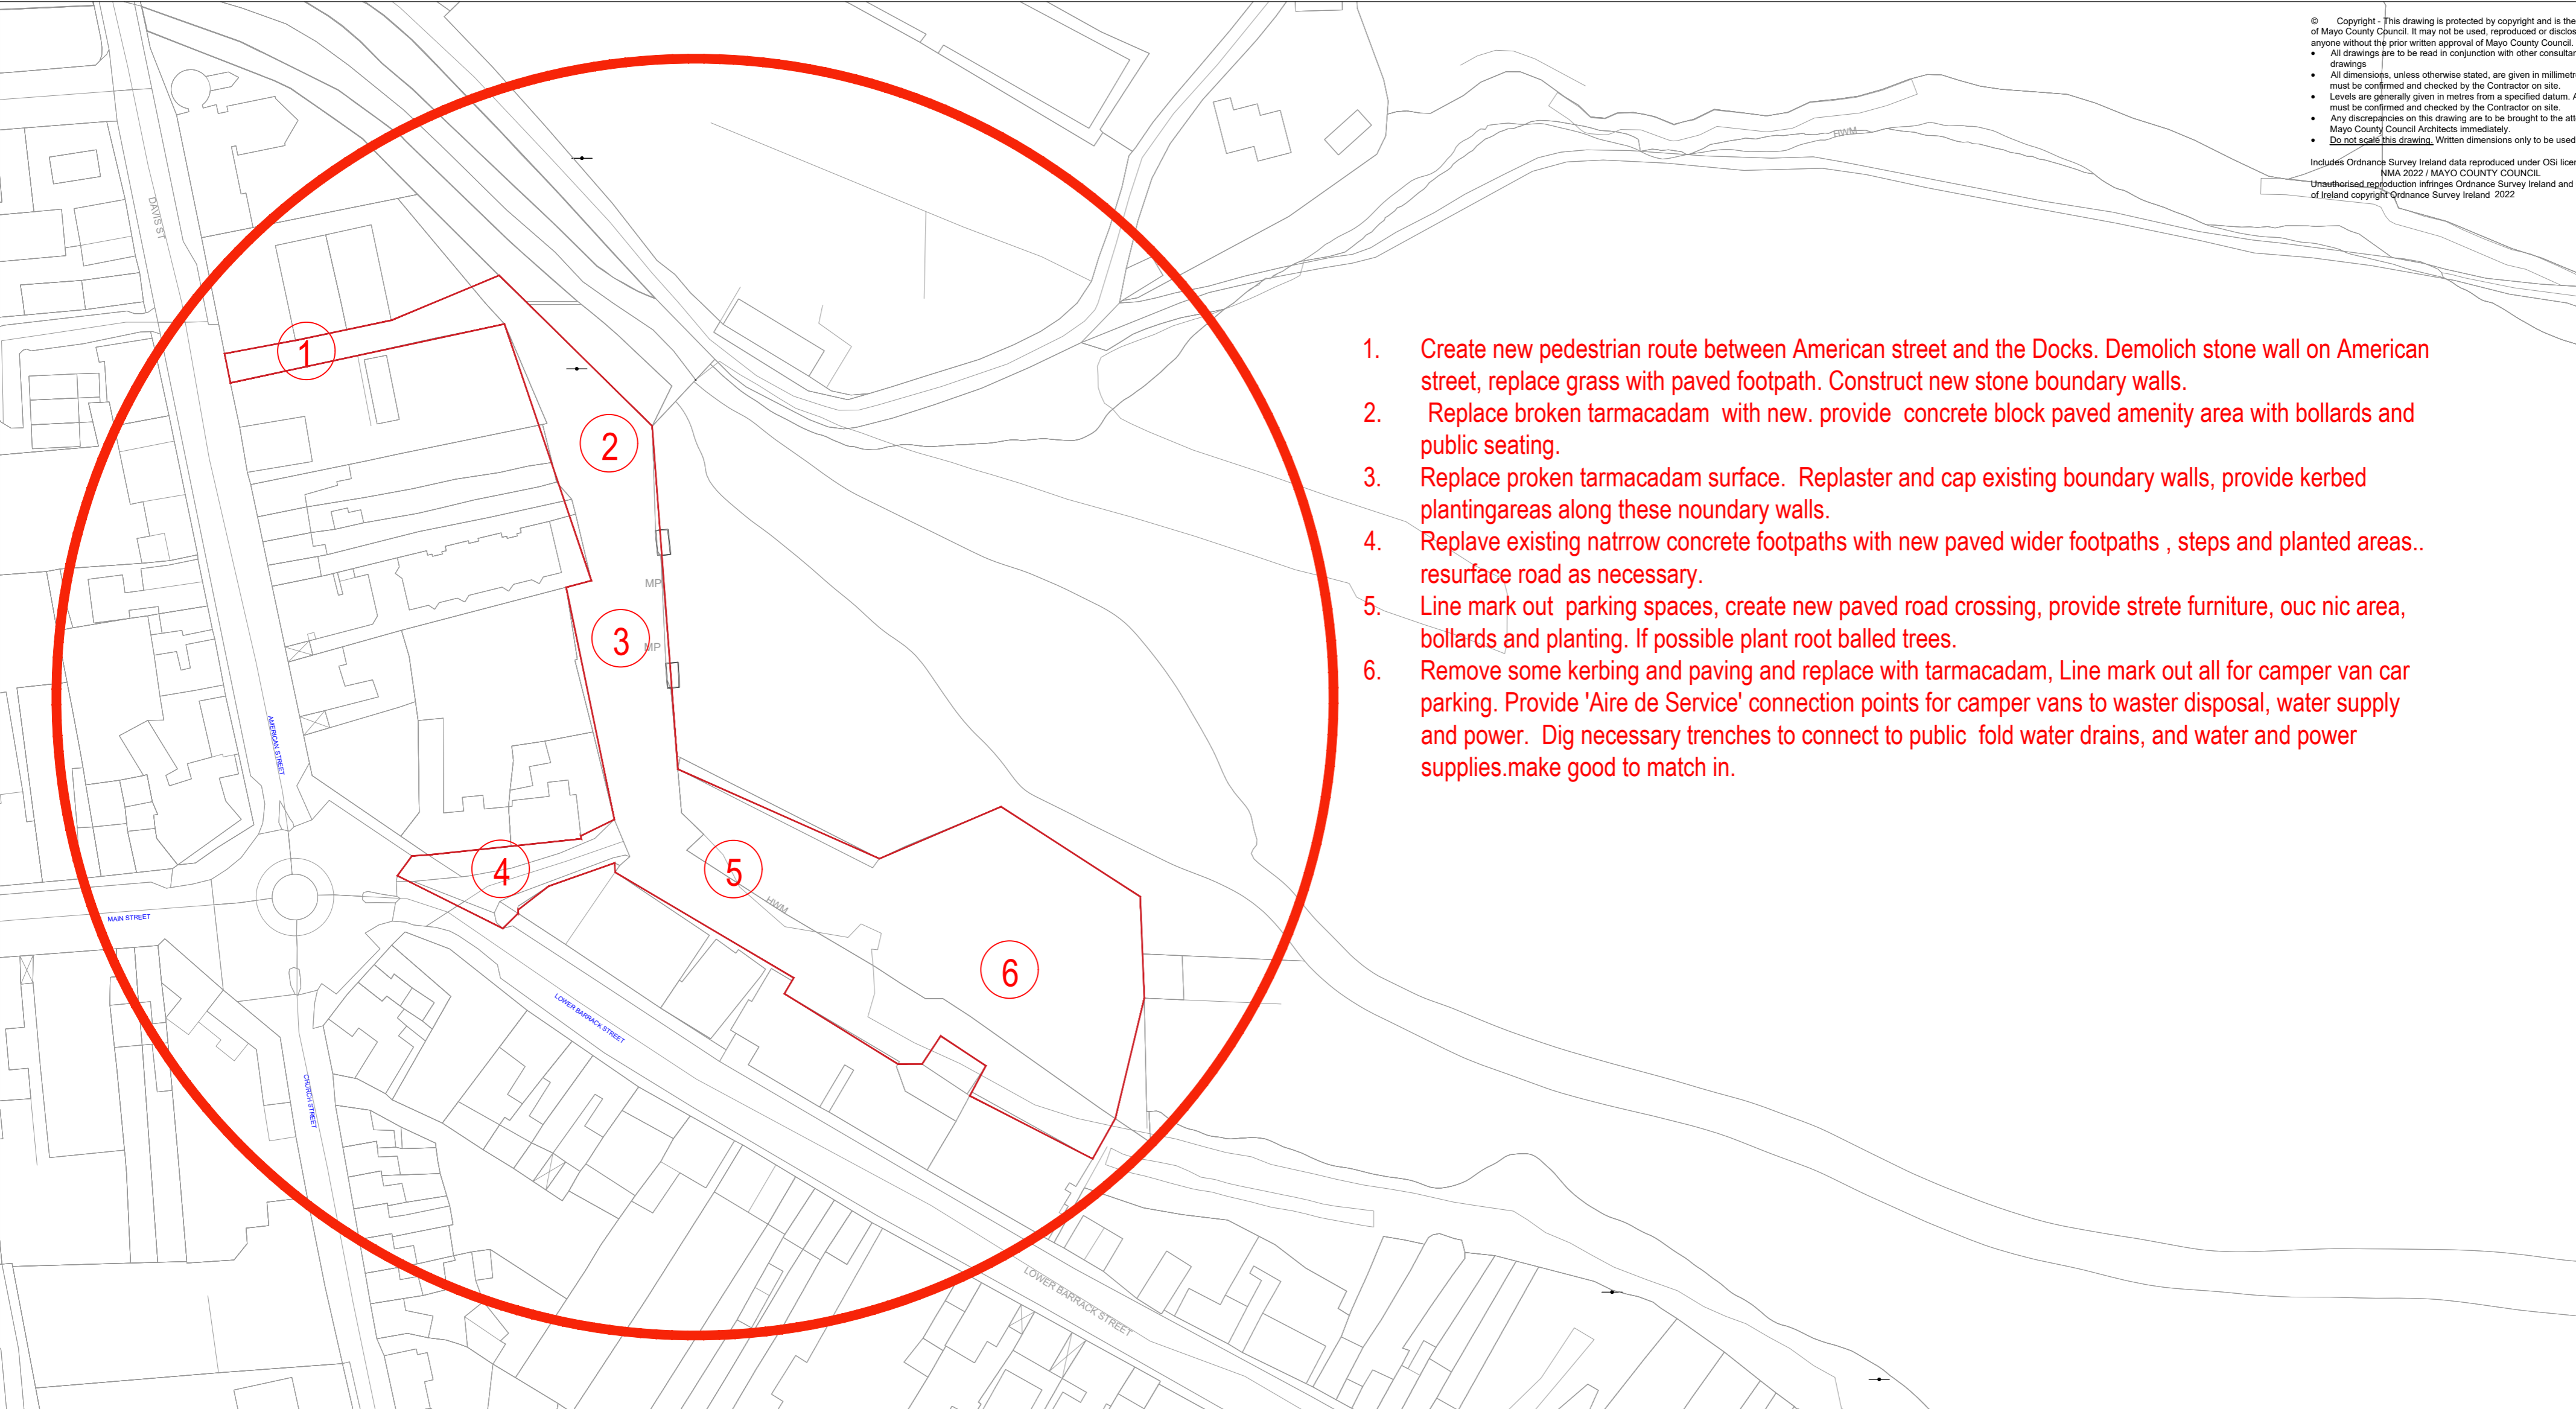 © Copyright - This drawing is protected by copyright and is the
of Mayo County Council. It may not be used, reproduced or
anyone without the prior written approval of Mayo County Council.
• All drawings are to be read in conjunction with other
drawings
• All dimensions, unless otherwise stated, are given in
must be confirmed and checked by the Contractor on site.
• Levels are generally given in metres from a specified datum.
must be confirmed and checked by the Contractor on site.
• Any discrepancies on this drawing are to be brought to the
Mayo County Council Architects immediately.
• Do not scale this drawing. Written dimensions only to be used
Includes Ordnance Survey Ireland data reproduced under OSi
NMA 2022 / MAYO COUNTY COUNCIL
Unauthorised reproduction infringes Ordnance Survey Ireland and
of Ireland copyright Ordnance Survey Ireland 2022
HWM
DAVIS ST
1
2
MP
3
MP
AMERICAN STREET
4
5
HWM
MAIN STREET
6
LOWER BARRACK STREET
CHURCH STREET
LOWER BARRACK STREET
1. Create new pedestrian route between American street and the Docks. Demolich stone wall on American
street, replace grass with paved footpath. Construct new stone boundary walls.
2. Replace broken tarmacadam with new. provide concrete block paved amenity area with bollards and
public seating.
3. Replace proken tarmacadam surface. Replaster and cap existing boundary walls, provide kerbed
plantingareas along these noundary walls.
4. Replave existing natrrow concrete footpaths with new paved wider footpaths , steps and planted areas..
resurface road as necessary.
5. Line mark out parking spaces, create new paved road crossing, provide strete furniture, ouc nic area,
bollards and planting. If possible plant root balled trees.
6. Remove some kerbing and paving and replace with tarmacadam, Line mark out all for camper van car
parking. Provide 'Aire de Service' connection points for camper vans to waster disposal, water supply
and power. Dig necessary trenches to connect to public fold water drains, and water and power
supplies.make good to match in.